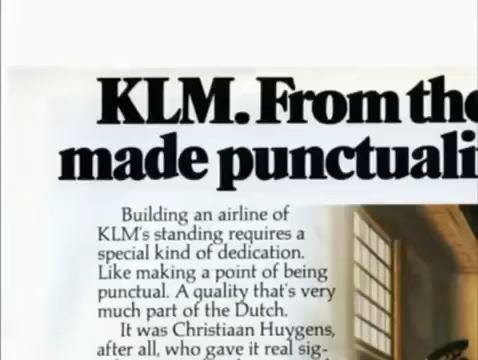 KLM. From the
made punctuali
Building an airline of
KLM's standing requires a
special kind of dedication.
Like making a point of being
punctual. A quality that's very
much part of the Dutch.
It was Christiaan Huygens,
after all, who gave it real sig-